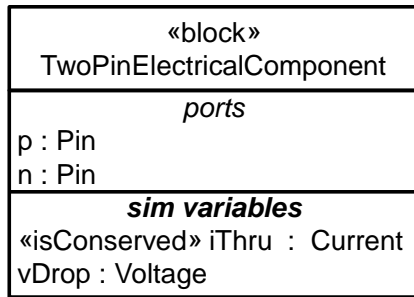 «block»
TwoPinElectricalComponent
ports
p : Pin
n : Pin
sim variables
«isConserved» iThru : Current
vDrop : Voltage